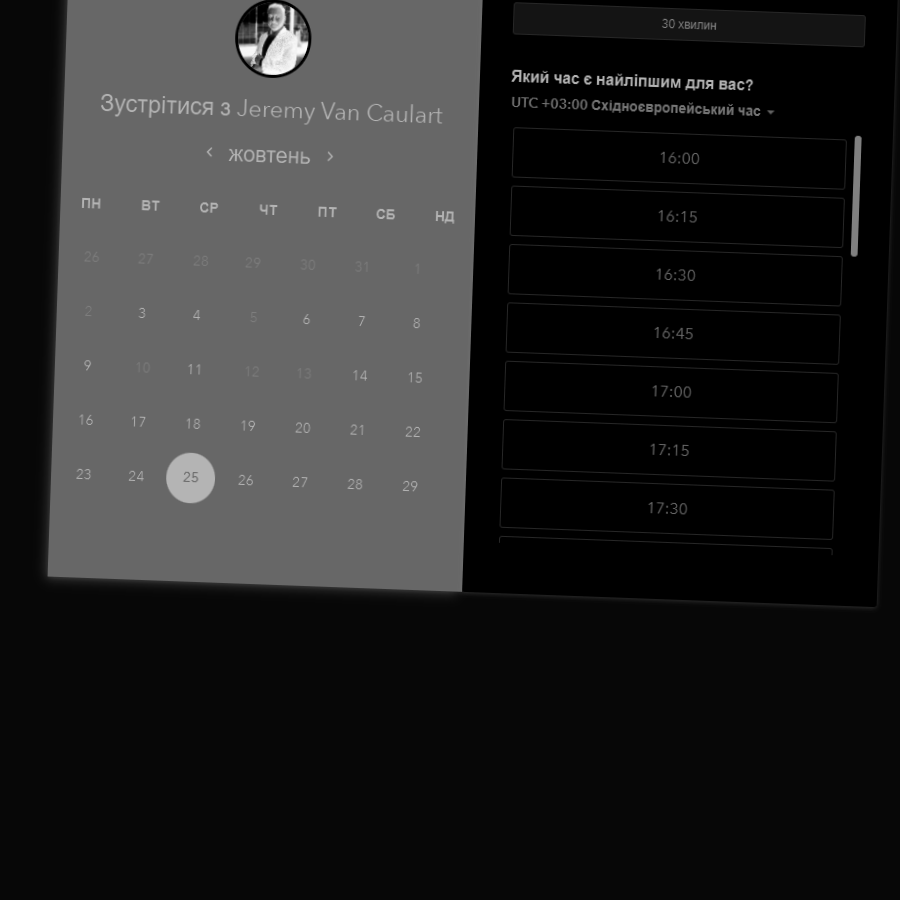 Зустрітися з Jeremy Van Caulart
жовтень
ПН ВТ СР ЧТ ПТ СБ НД
26 27 28 29 30 31 1
2 3 4 5 6 7 8
9 10 11 12 13 14 15
16 17 18 19 20 21 22
23 24 25 26 27 28 29
30 хвилин
Який час є найліпшим для вас?
UTC +03:00 Східноєвропейський час
16:00
16:15
16:30
16:45
17:00
17:15
17:30